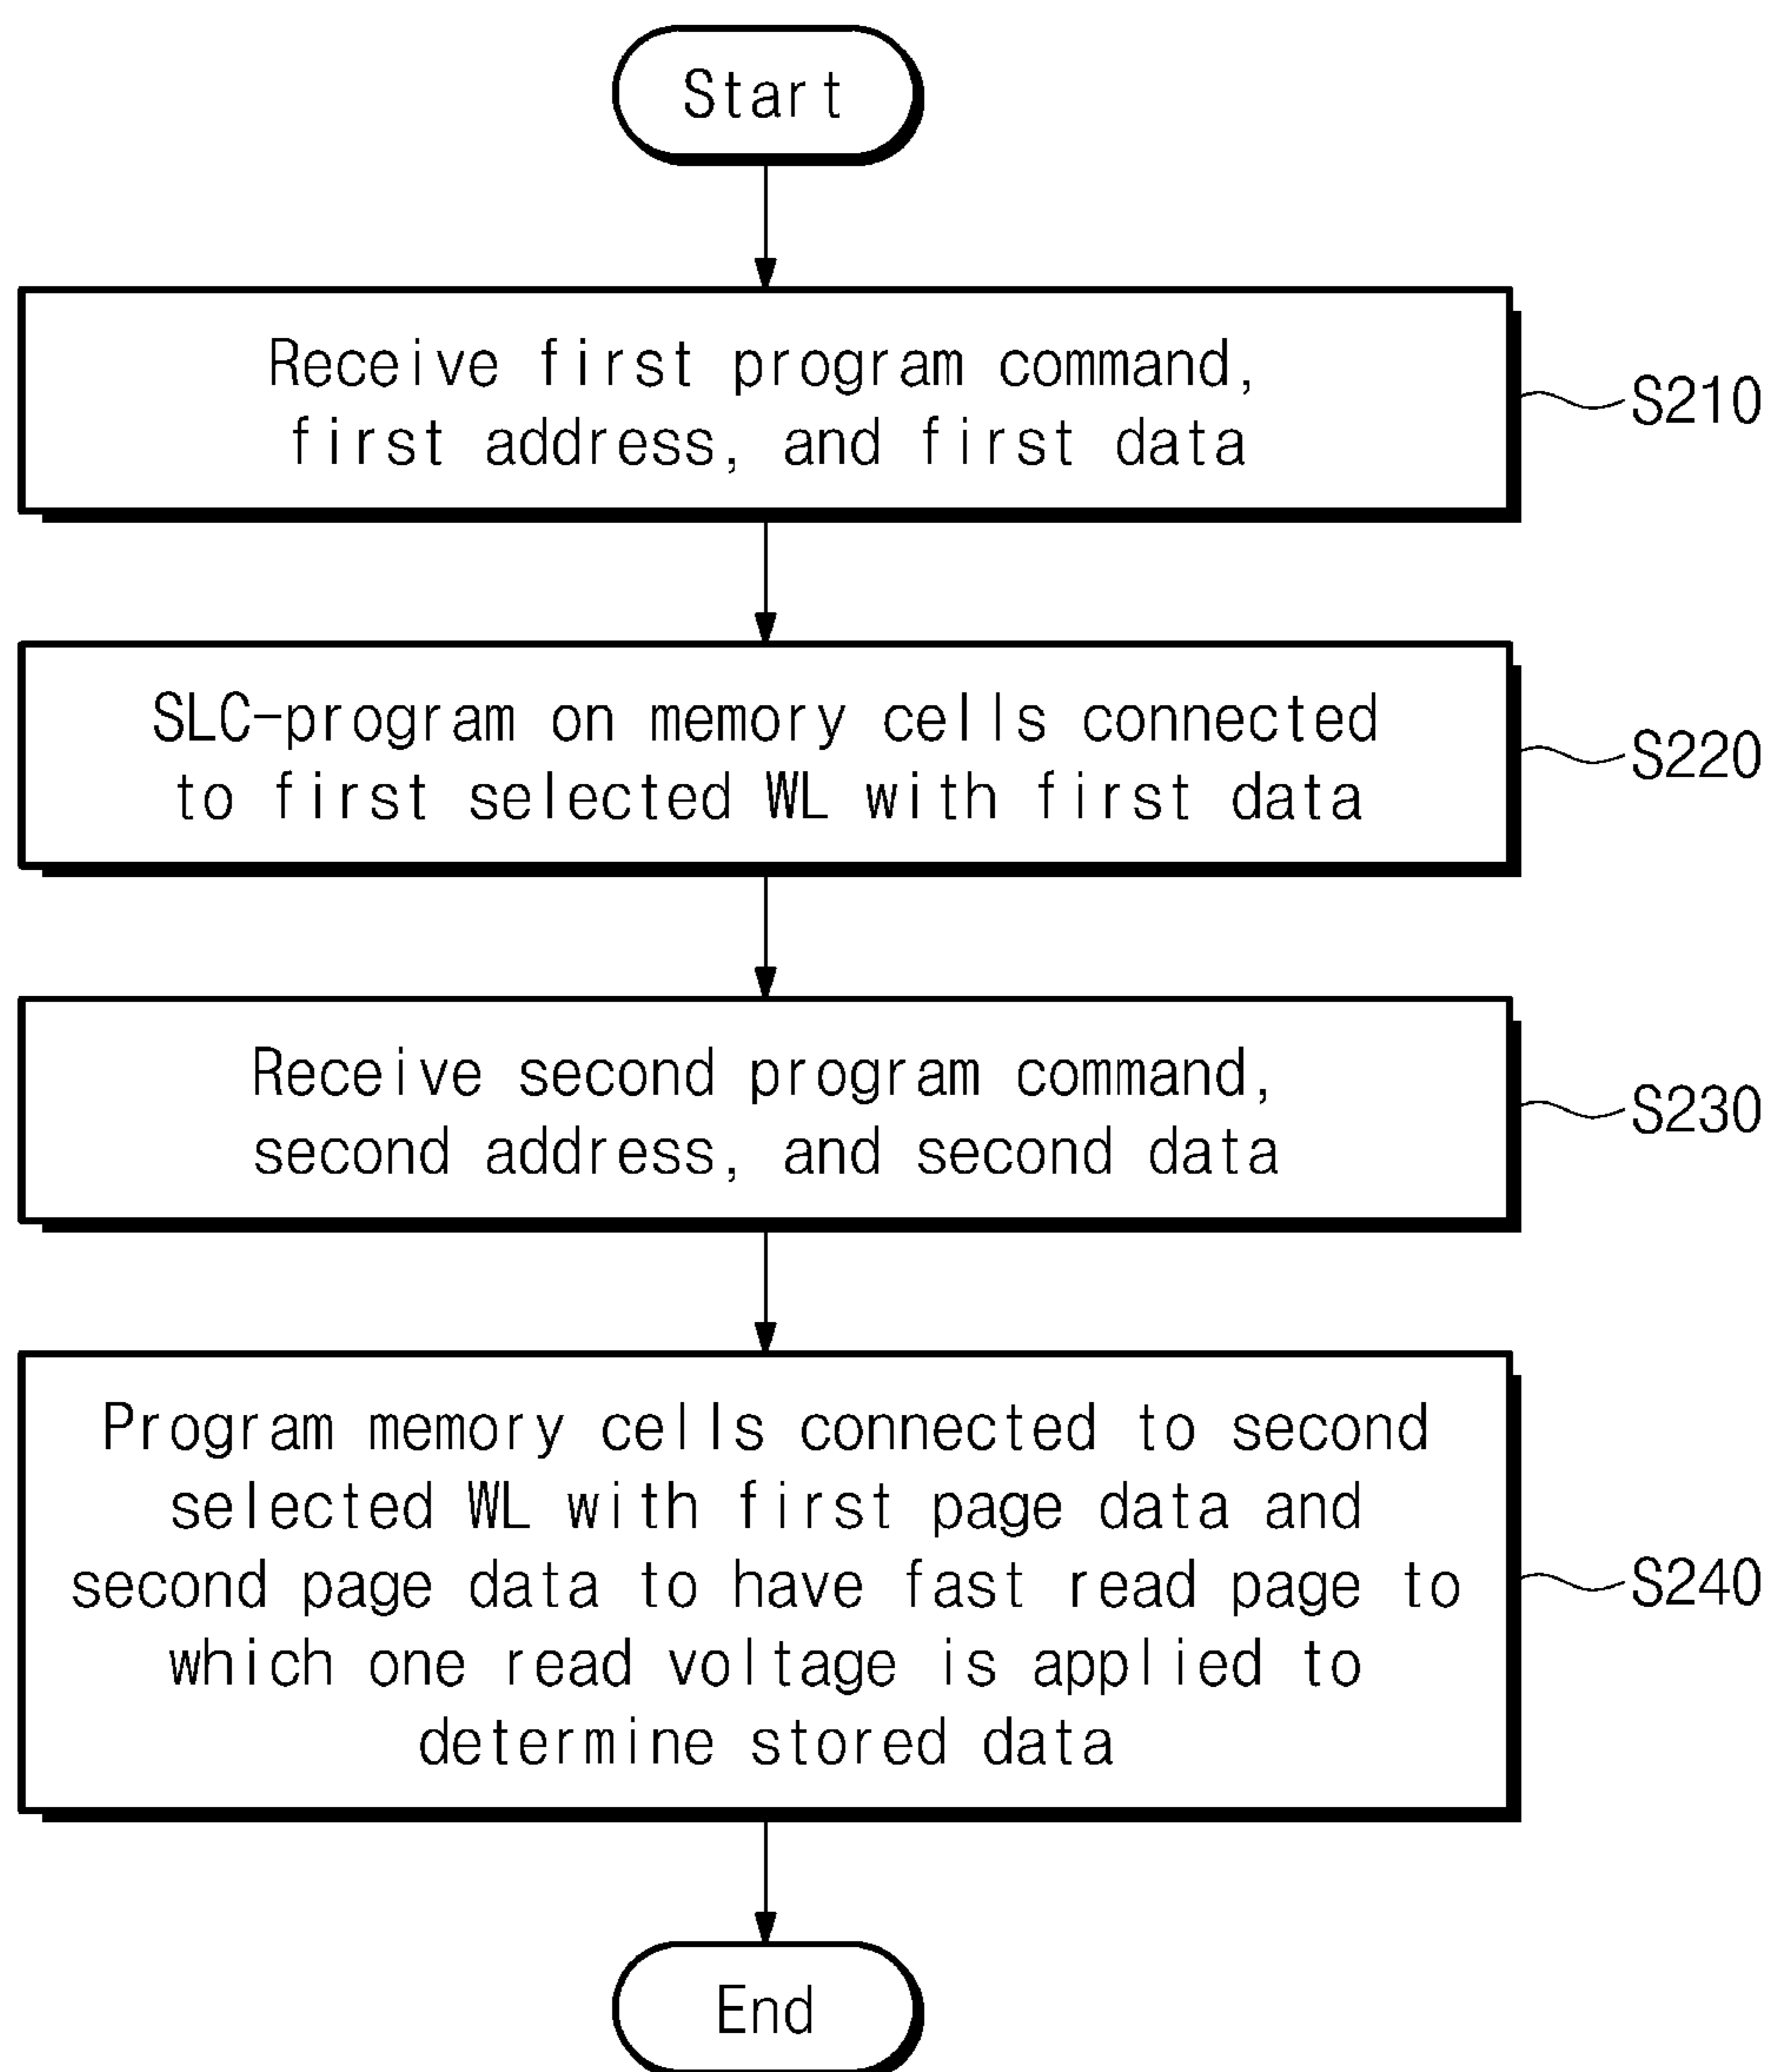 Start
Receive first program command,
first address, and first data
S210
SLC-program on memory cells connected
to first selected WL with first data
S220
Receive second program command,
second address, and second data
S230
Program memory cells connected to second
selected WL with first page data and
second page data to have fast read page to
which one read voltage is applied to
determine stored data
S240
End